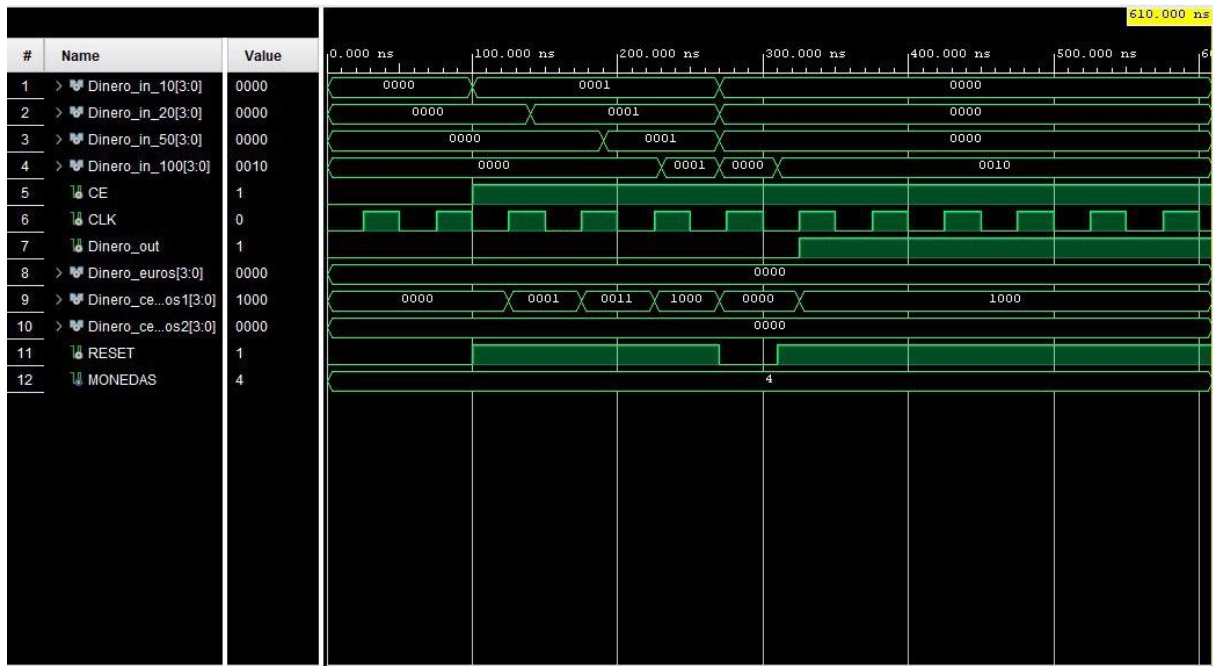 610.000 ns
# Name Value 0.000 ns 100.000 ns 200.000 ns 300.000 ns 400.000 ns 500.000 ns
1 > Dinero_in_10[3:0] 0000 0000 0001 0000
2 > Dinero_in_20[3:0] 0000 0000 0001 0000
3 > Dinero_in_50[3:0] 0000 0000 0001 0000
4 > Dinero_in_100[3:0] 0010 0000 0001 0000 0010
5 CE 1
6 CLK 0
7 Dinero_out 1
8 > Dinero_euros[3:0] 0000 0000
9 > Dinero_ce...os1[3:0] 1000 0000 0001 0011 1000 0000 1000
10 > Dinero_ce...os2[3:0] 0000 0000
11 RESET 1
12 MONEDAS 4 4